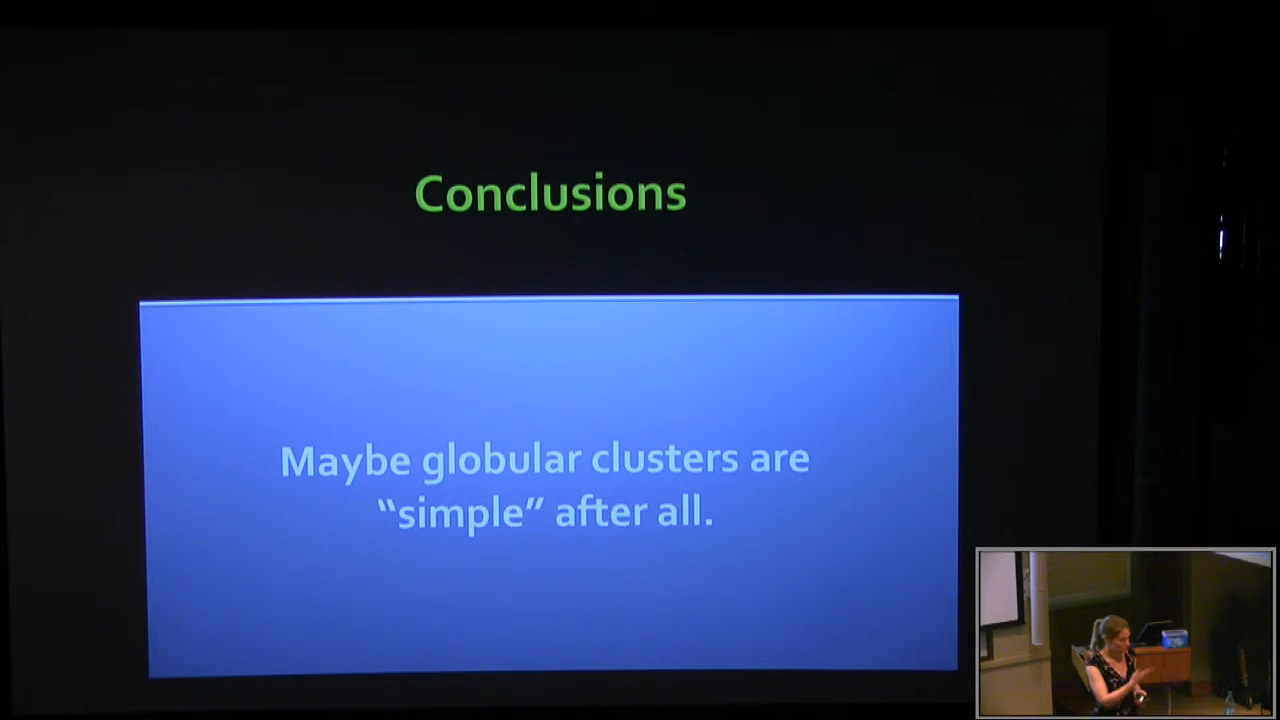 Conclusions
Maybe globular clusters are
“simple” after all.